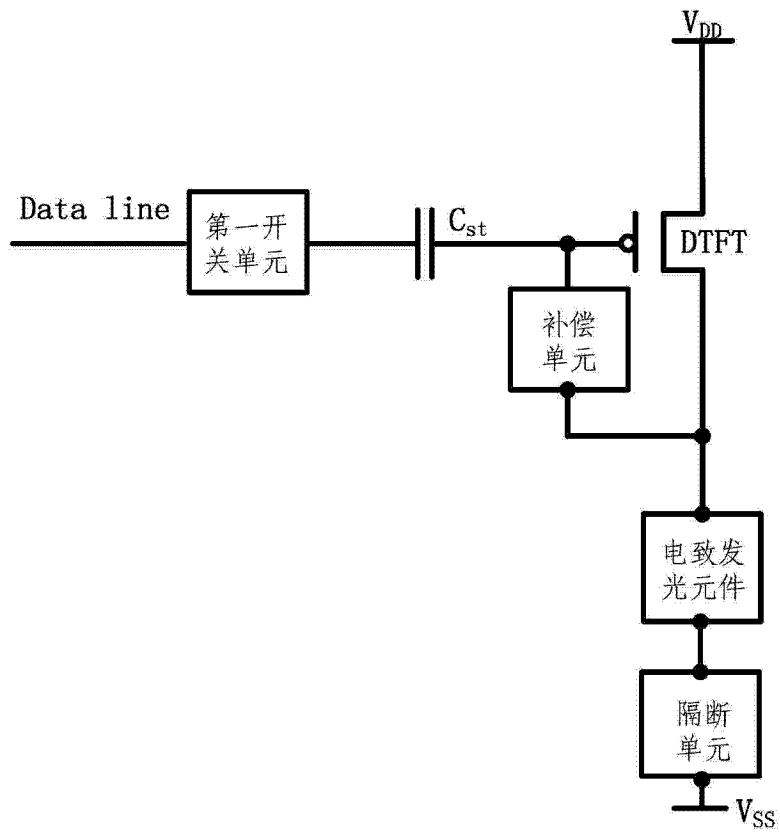 V_DD
Data line
第一开
关单元
C_st
DTFT
补偿
单元
电致发
光元件
隔断
单元
V_SS